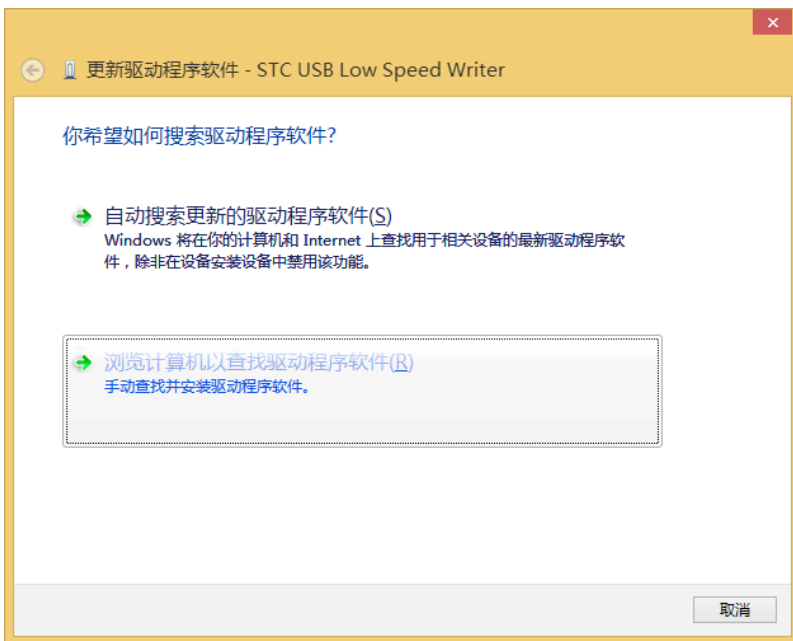 更新驱动程序软件 - STC USB Low Speed Writer
你希望如何搜索驱动程序软件?
自动搜索更新的驱动程序软件(S)
Windows 将在你的计算机和 Internet 上查找用于相关设备的最新驱动程序软
件，除非在设备安装设备中禁用该功能。
浏览计算机以查找驱动程序软件(R)
手动查找并安装驱动程序软件。
取消